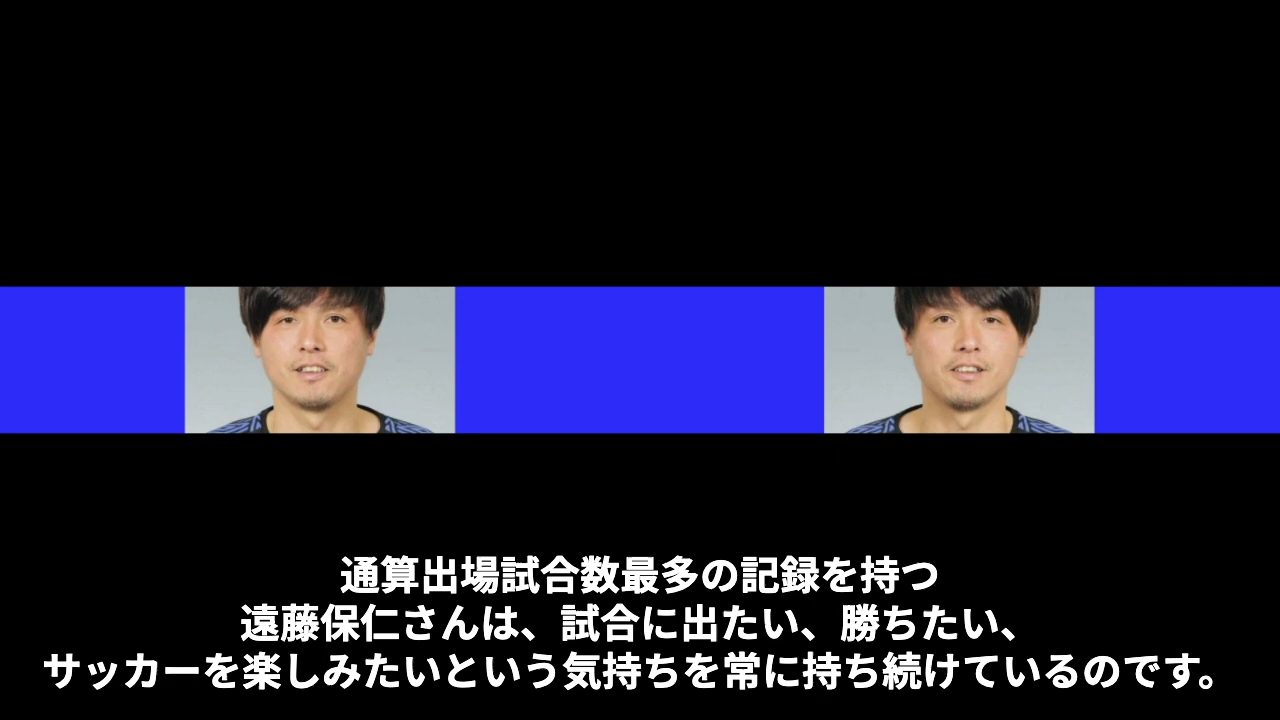 通算出場試合数最多の記録を持つ
遠藤保仁さんは、試合に出たい、勝ちたい、
サッカーを楽しみたいという気持ちを常に持ち続けているのです。